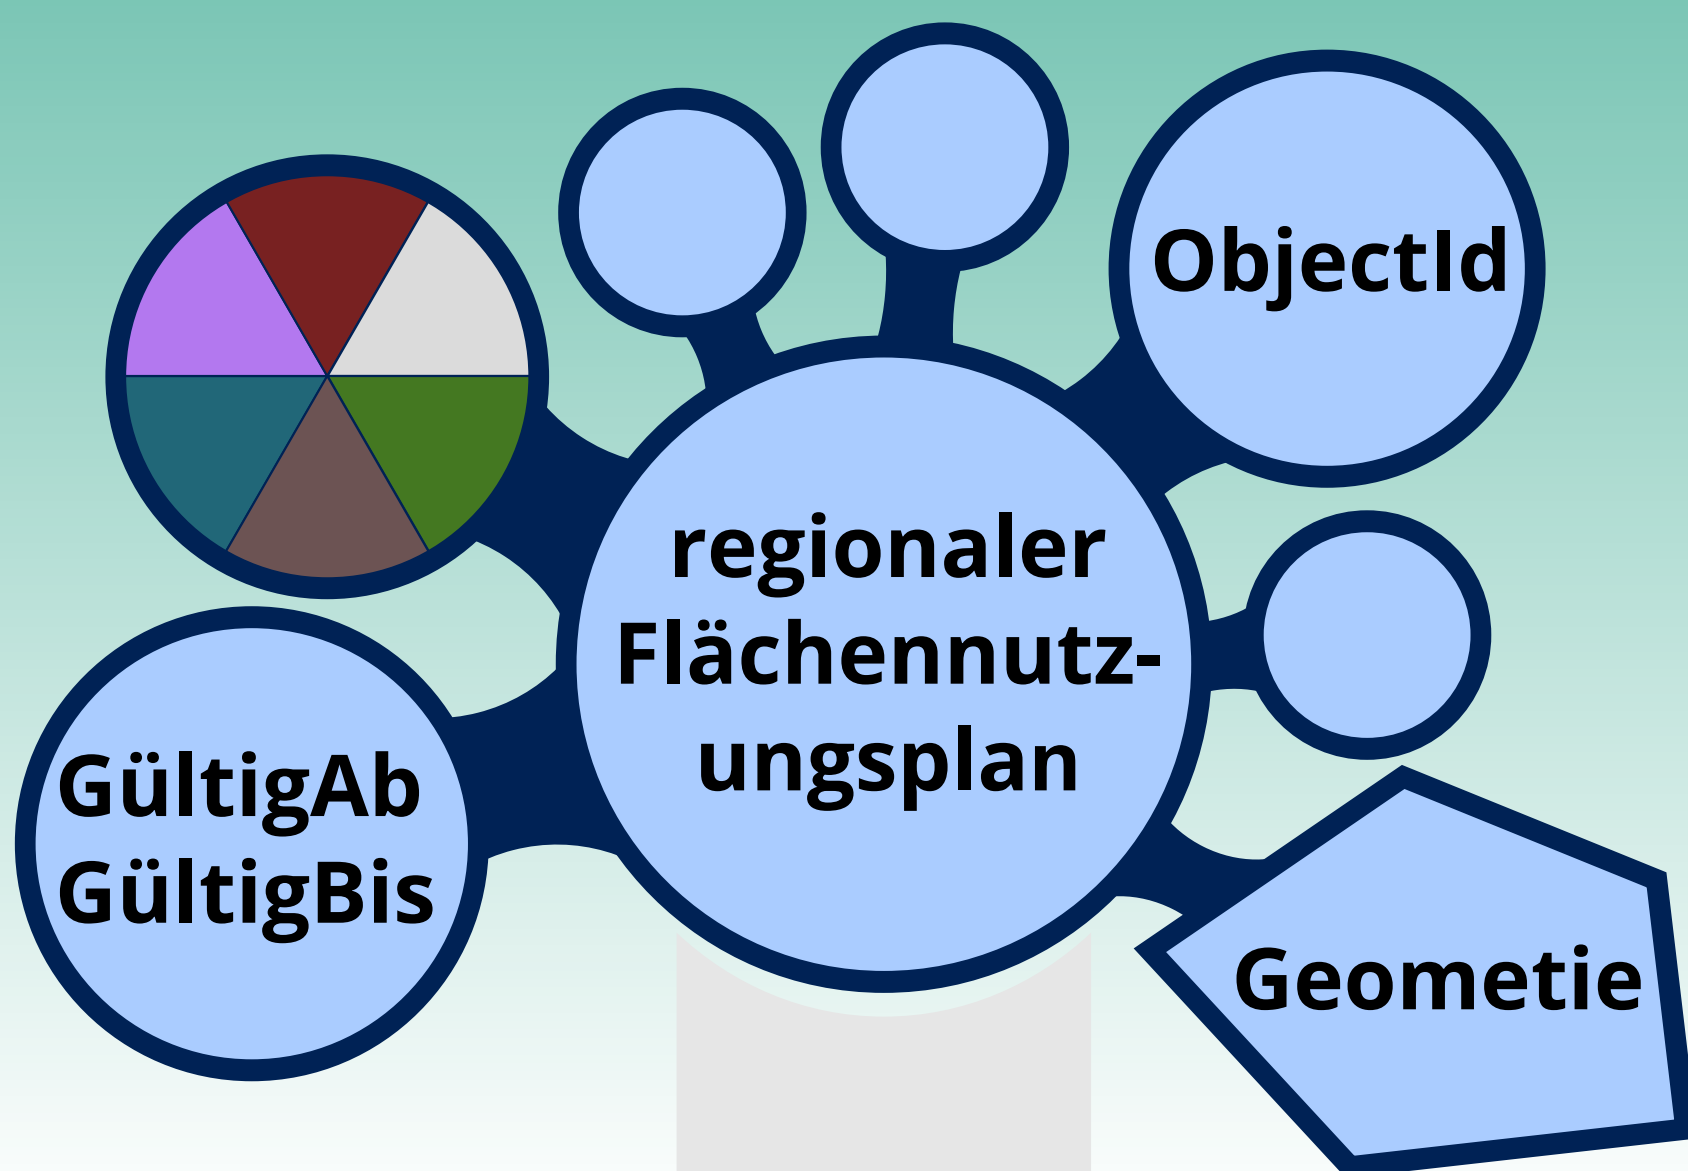 ObjectId
regionaler
Flächennutz-
ungsplan
GültigAb
GültigBis
Geometie